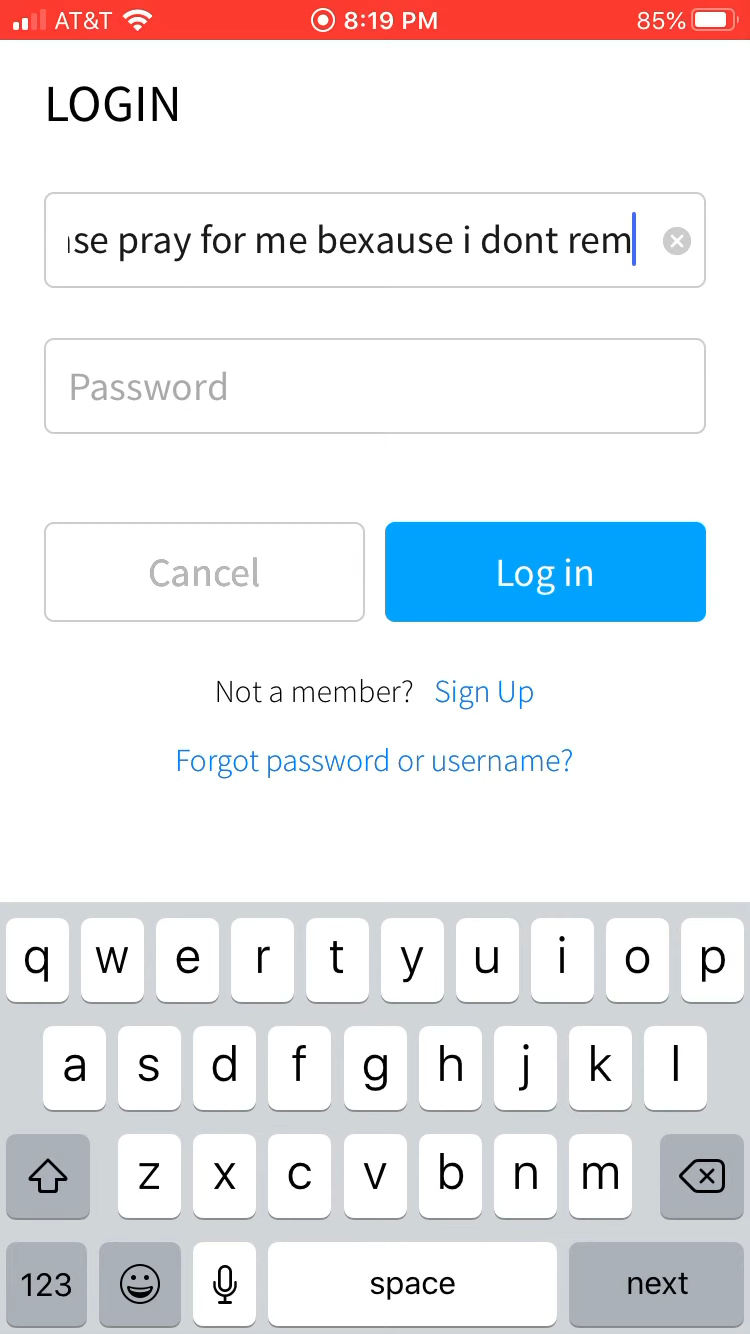 AT&T 8:19 PM 85%
LOGIN
se pray for me bexause i dont rem
Password
Cancel Log in
Not a member? Sign Up
Forgot password or username?
q w e r t y u i o p
a s d f g h j k l
z x c v b n m
123 space next